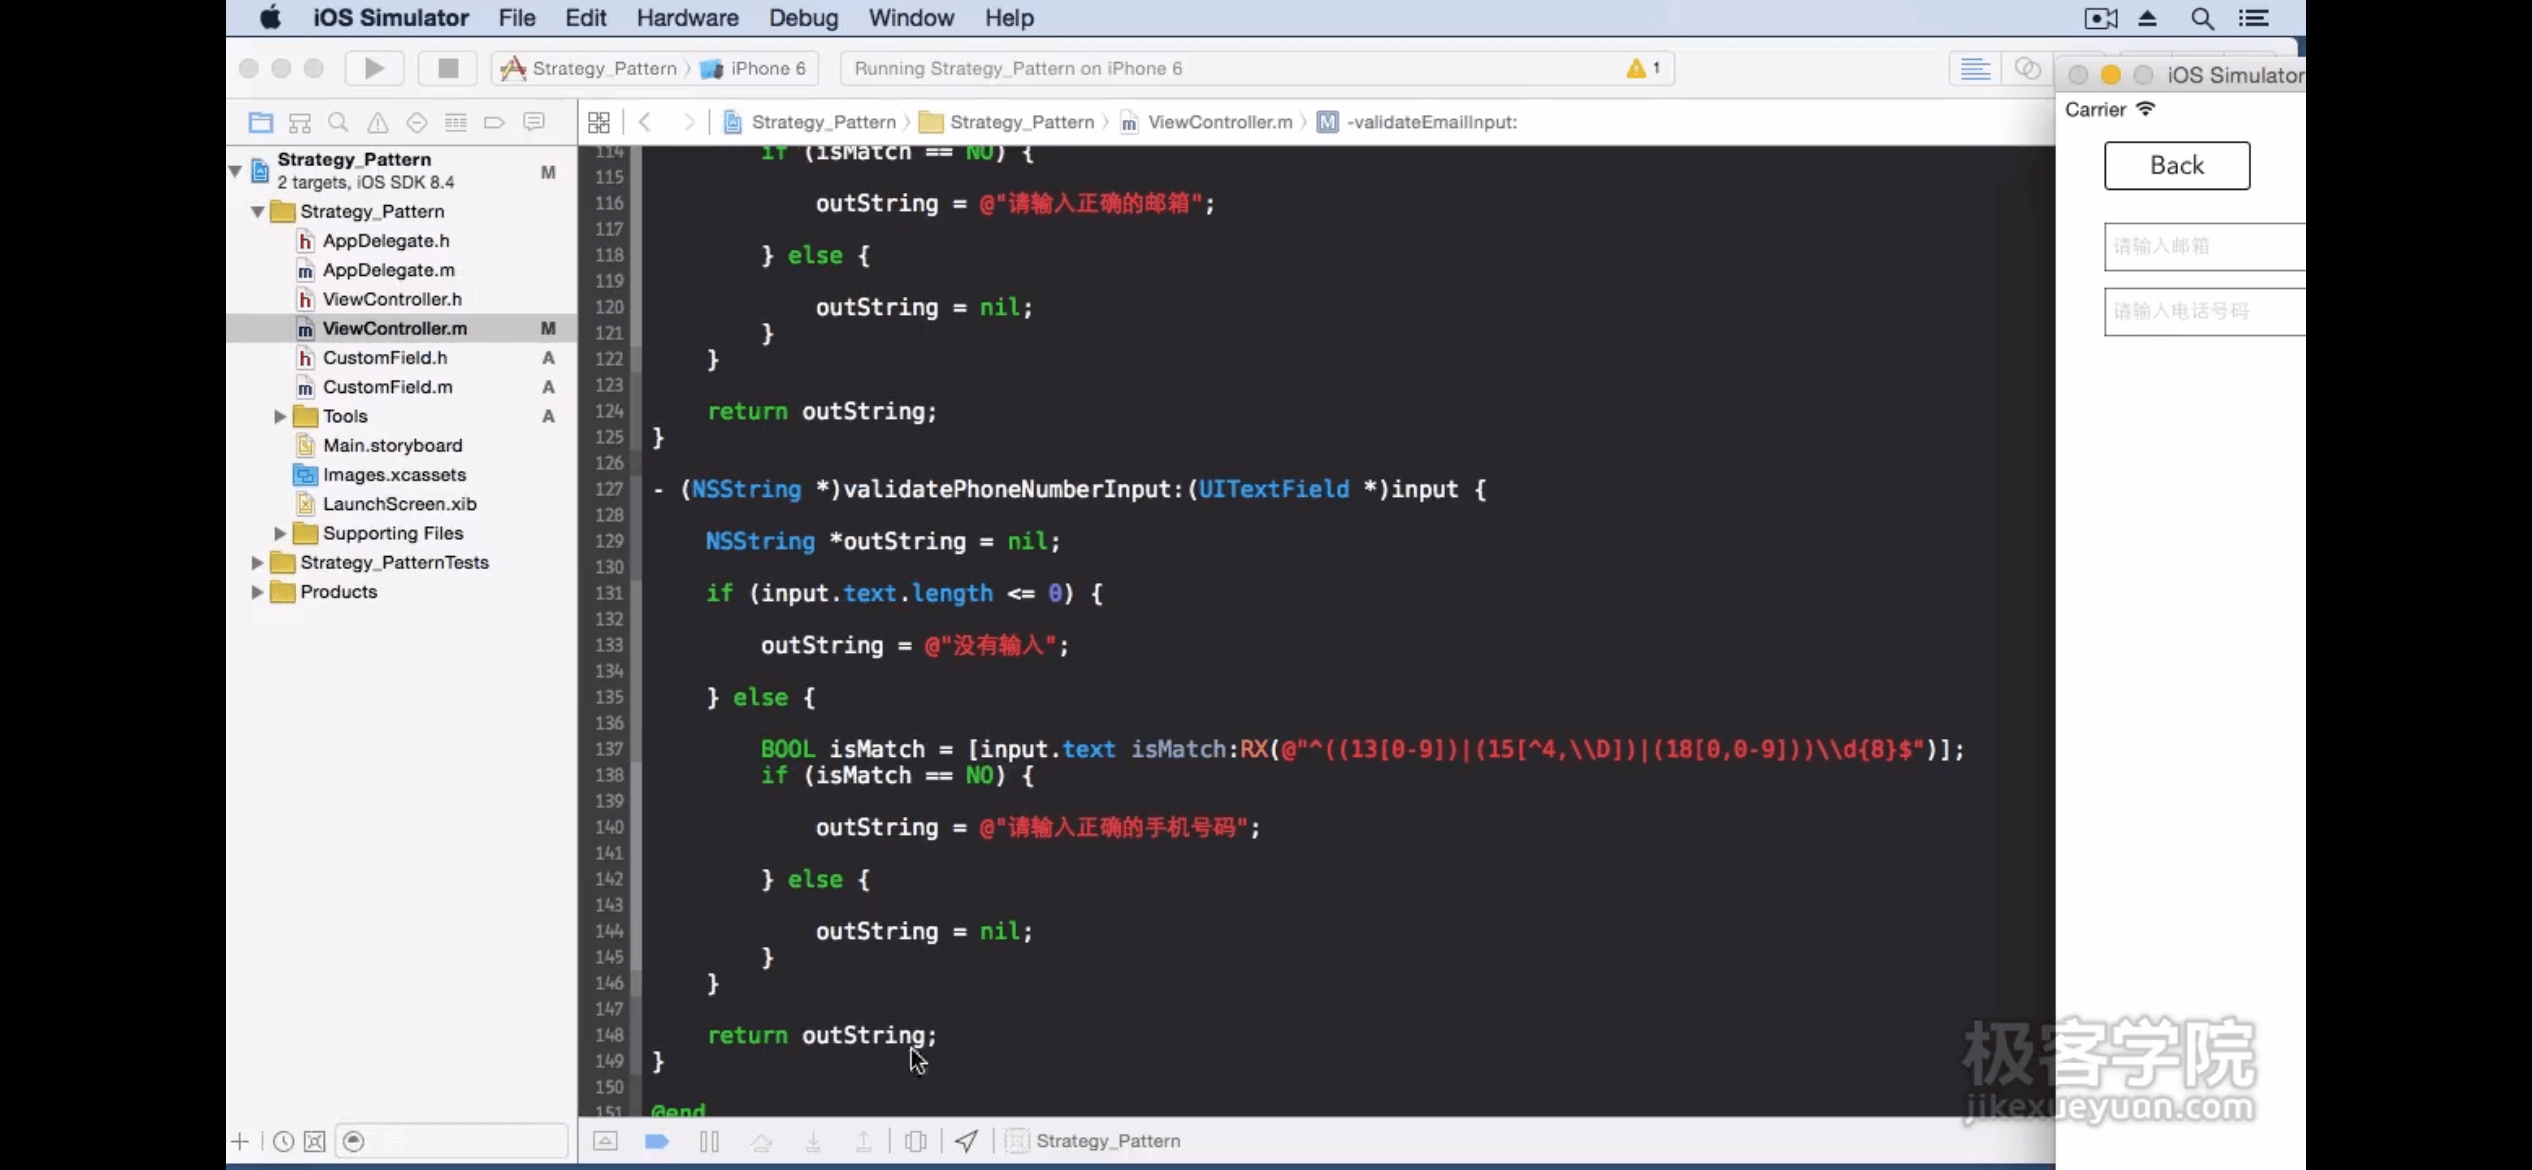 iOS Simulator File Edit Hardware Debug Window Help
Strategy_Pattern iPhone 6 Running Strategy_Pattern on iPhone 6 1
iOS Simulator
Strategy_Pattern Strategy_Pattern ViewController.m M -validateEmailInput:
Strategy_Pattern
2 targets, iOS SDK 8.4 M
Strategy_Pattern
h AppDelegate.h
m AppDelegate.m
h ViewController.h
m ViewController.m M
h CustomField.h A
m CustomField.m A
Tools A
Main.storyboard
Images.xcassets
LaunchScreen.xib
Supporting Files
Strategy_PatternTests
Products
114 if (isMatch == NO) {
115
116 outString = @"请输入正确的邮箱";
117
118 } else {
119
120 outString = nil;
121 }
122 }
123
124 return outString;
125 }
126
127 - (NSString *)validatePhoneNumberInput:(UITextField *)input {
128
129 NSString *outString = nil;
130
131 if (input.text.length <= 0) {
132
133 outString = @"没有输入";
134
135 } else {
136
137 BOOL isMatch = [input.text isMatch:RX(@"^((13[0-9])|(15[^4,\\D])|(18[0,0-9]))\\d{8}$")];
138 if (isMatch == NO) {
139
140 outString = @"请输入正确的手机号码";
141
142 } else {
143
144 outString = nil;
145 }
146 }
147
148 return outString;
149 }
150
151 @end
Carrier
Back
请输入邮箱
请输入电话号码
极客学院
jikexueyuan.com
Strategy_Pattern